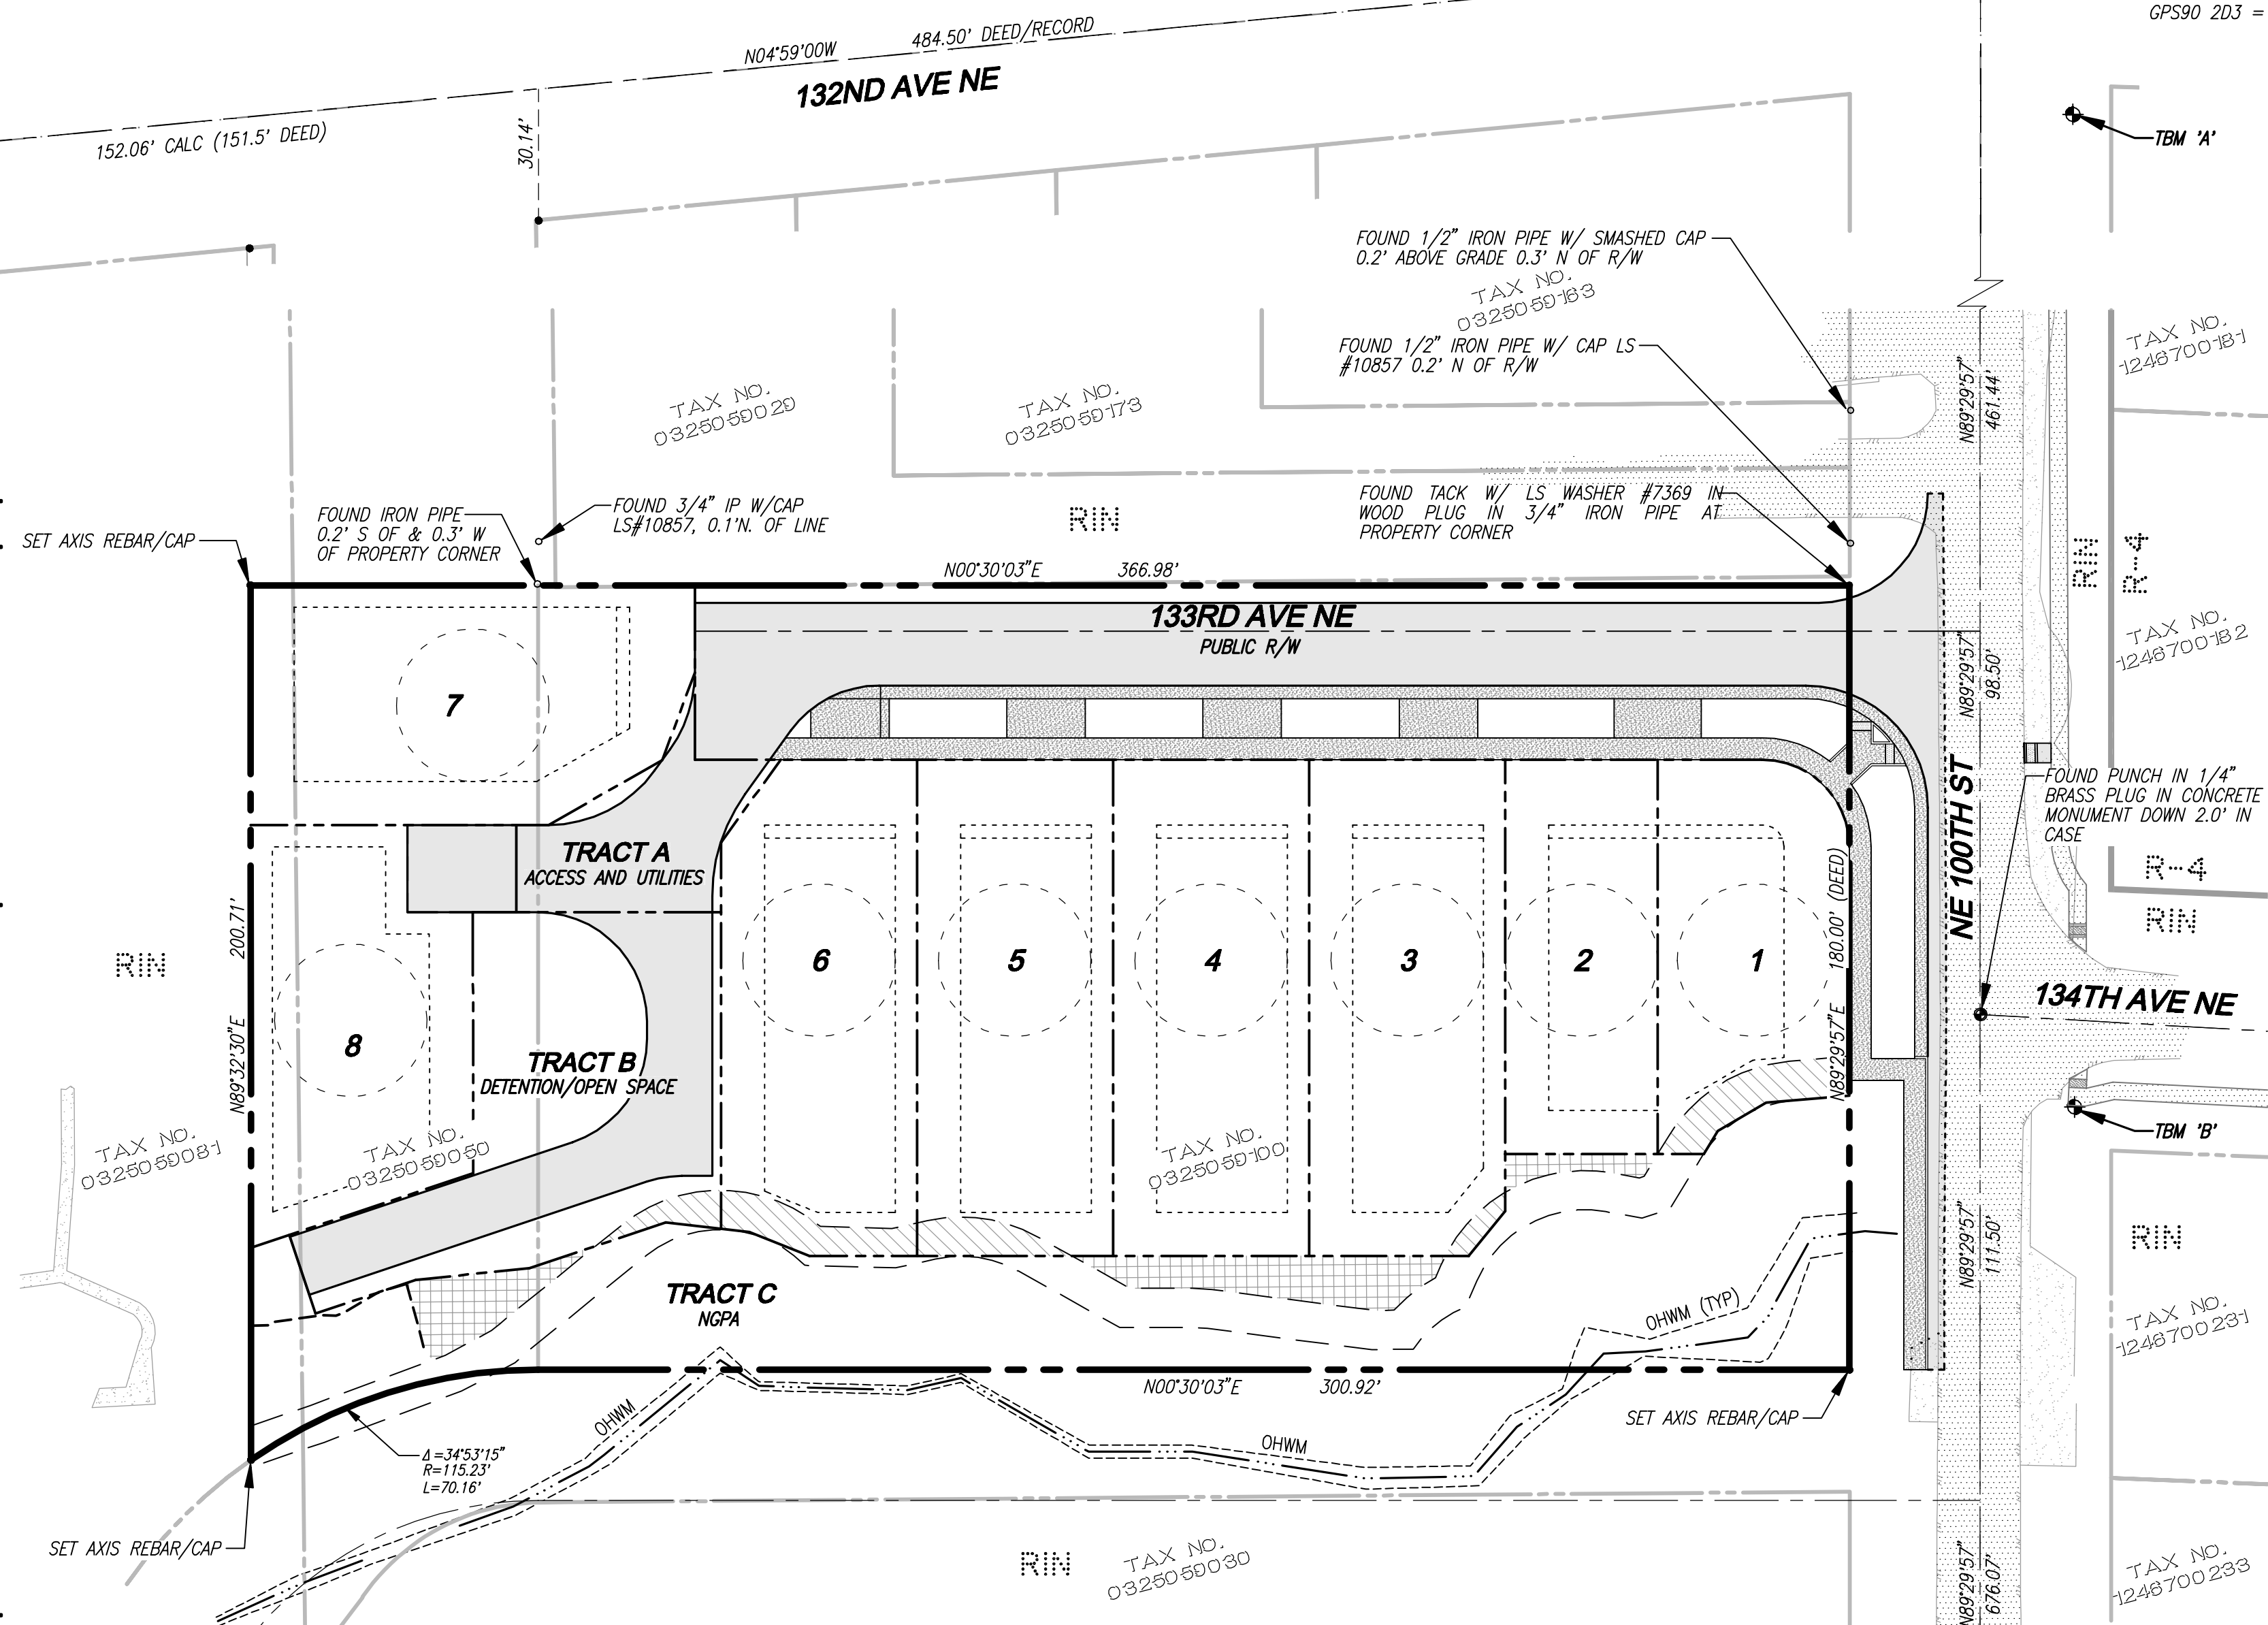 GPS90 2D3 =
N04°59'00W 484.50' DEED/RECORD
132ND AVE NE
152.06' CALC (151.5' DEED)
30.14'
TBM 'A'
FOUND 1/2" IRON PIPE W/ SMASHED CAP
0.2' ABOVE GRADE 0.3' N OF R/W
TAX NO.
0325059163
FOUND 1/2" IRON PIPE W/ CAP LS
#10857 0.2' N OF R/W
TAX NO.
1246700181
N89°29'57"
461.44'
TAX NO.
0325059029
TAX NO.
0325059173
FOUND IRON PIPE
0.2' S OF & 0.3' W
OF PROPERTY CORNER
FOUND 3/4" IP W/CAP
LS#10857, 0.1'N. OF LINE
RIN
FOUND TACK W/ LS WASHER #7369 IN
WOOD PLUG IN 3/4" IRON PIPE AT
PROPERTY CORNER
SET AXIS REBAR/CAP
RIN
R-4
N00°30'03"E 366.98'
133RD AVE NE
PUBLIC R/W
TAX NO.
1246700182
N89°29'57"
98.50'
7
FOUND PUNCH IN 1/4"
BRASS PLUG IN CONCRETE
MONUMENT DOWN 2.0' IN
CASE
NE 100TH ST
TRACT A
ACCESS AND UTILITIES
R-4
RIN
N89°32'30"E 200.71'
RIN
6
5
4
3
2
1
N89°29'57"E 180.00' (DEED)
134TH AVE NE
8
TRACT B
DETENTION/OPEN SPACE
TBM 'B'
TAX NO.
0325059081
TAX NO.
0325059050
TAX NO.
0325059100
N89°29'57"
111.50'
RIN
TRACT C
NGPA
OHWM (TYP)
TAX NO.
1246700231
N00°30'03"E 300.92'
SET AXIS REBAR/CAP
OHWM
OHWM
Δ=34°53'15"
R=115.23'
L=70.16'
SET AXIS REBAR/CAP
RIN
TAX NO.
0325059030
N89°29'57"
676.07'
TAX NO.
1246700233